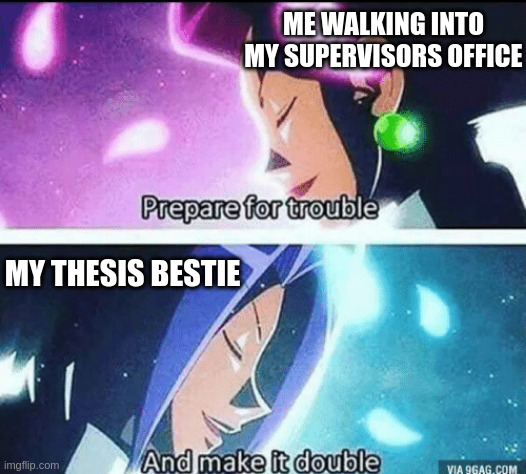 ME WALKING INTO
MY SUPERVISORS OFFICE
Prepare for trouble
MY THESIS BESTIE
And make it double
imgflip.com
VIA 9GAG.COM